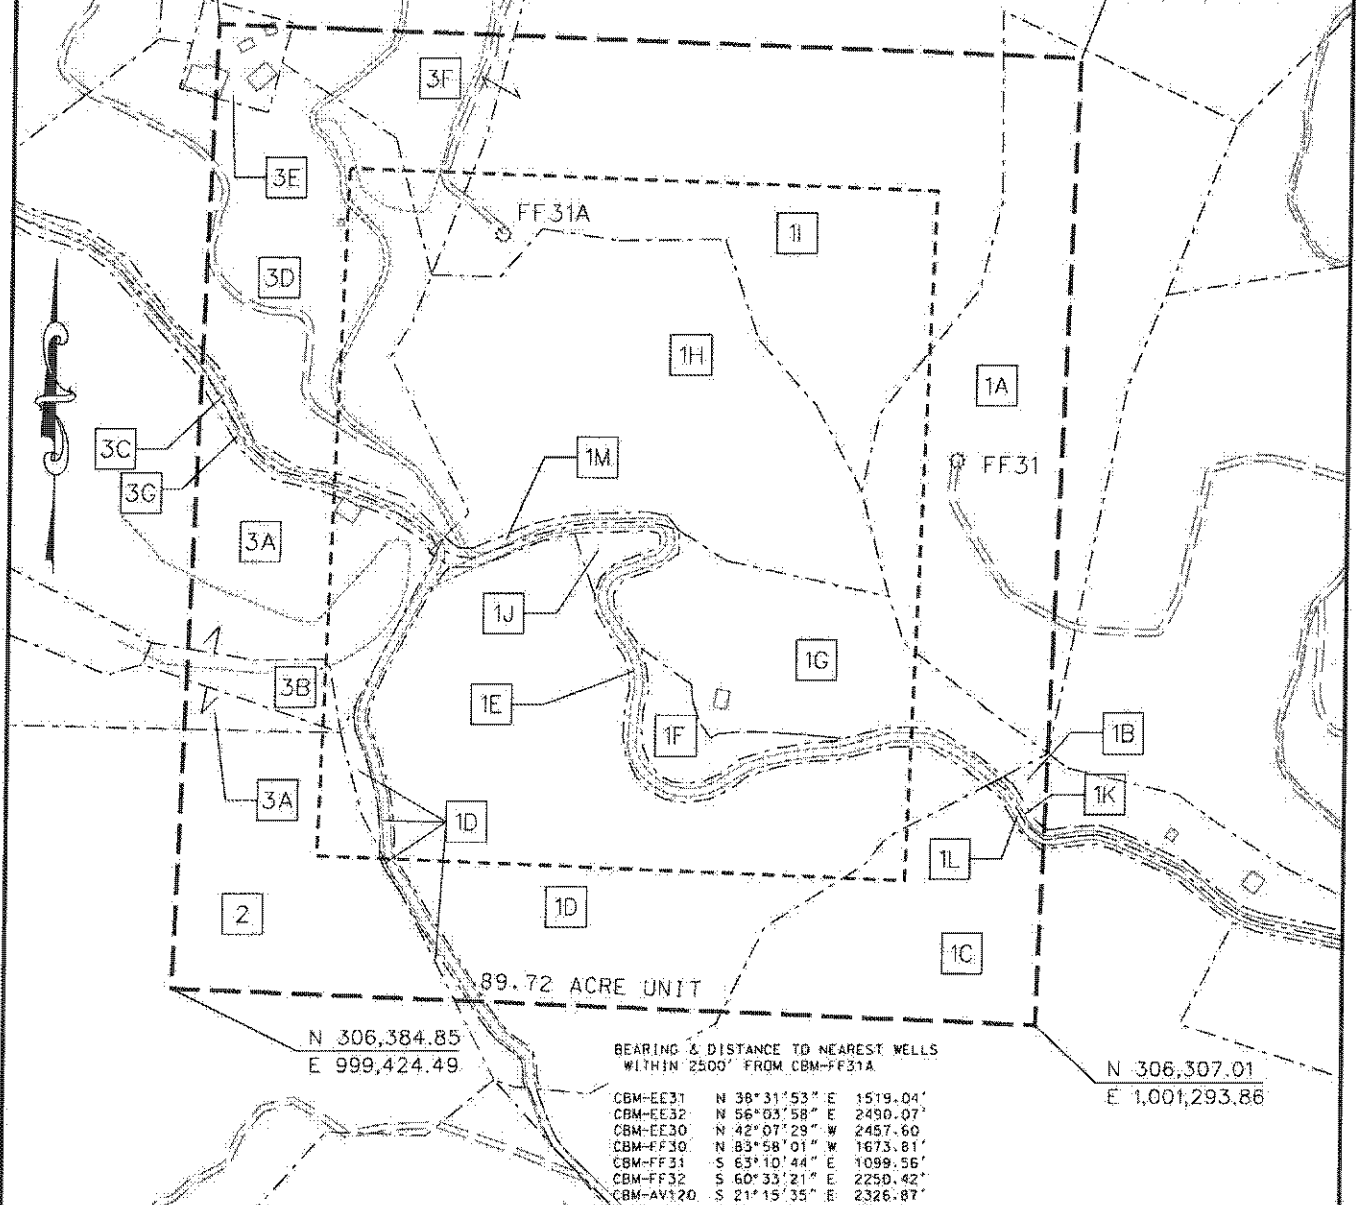 3F
3E
FF31A
1I
3D
1H
1A
3C
1M
3G
FF31
3A
1J
1G
3B
1E
1F
1B
3A
1D
1K
1L
2
1D
1C
89.72 ACRE UNIT
N 306,384.85
E 999,424.49
N 306,307.01
E 1,001,293.86
BEARING & DISTANCE TO NEAREST WELLS
WITHIN 2500' FROM CBM-FF31A
CBM-EE31 N 38°31'53" E 1519.04'
CBM-EE32 N 56°03'58" E 2490.07'
CBM-EE30 N 42°07'29" W 2457.60
CBM-FF30 N 83°58'01" W 1673.81'
CBM-FF31 S 63°10'44" E 1099.56'
CBM-FF32 S 60°33'21" E 2250.42'
CBM-AV120 S 21°15'35" E 2326.87'